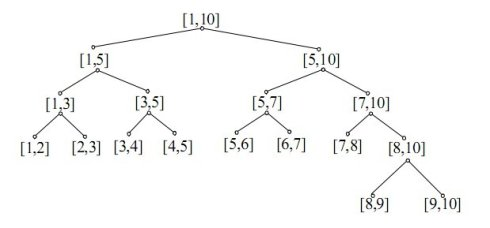 [1,10]
[1,5] [5,10]
[1,3] [3,5] [5,7] [7,10]
[1,2] [2,3] [3,4] [4,5] [5,6] [6,7] [7,8] [8,10]
[8,9] [9,10]